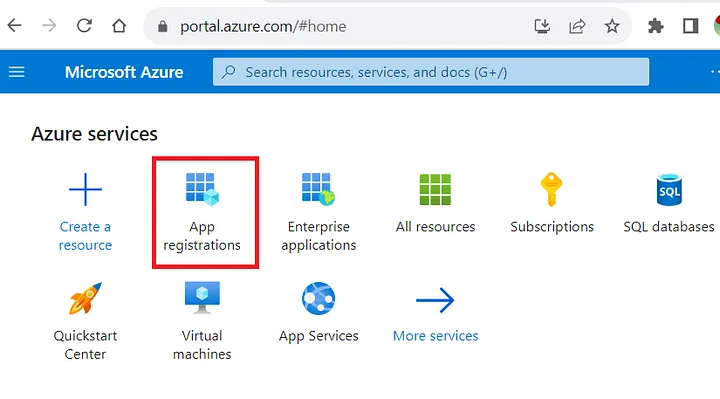 portal.azure.com/#home
Microsoft Azure
Search resources, services, and docs (G+/)
Azure services
Create a
resource
App
registrations
Enterprise
applications
All resources
Subscriptions
SQL databases
Quickstart
Center
Virtual
machines
App Services
More services